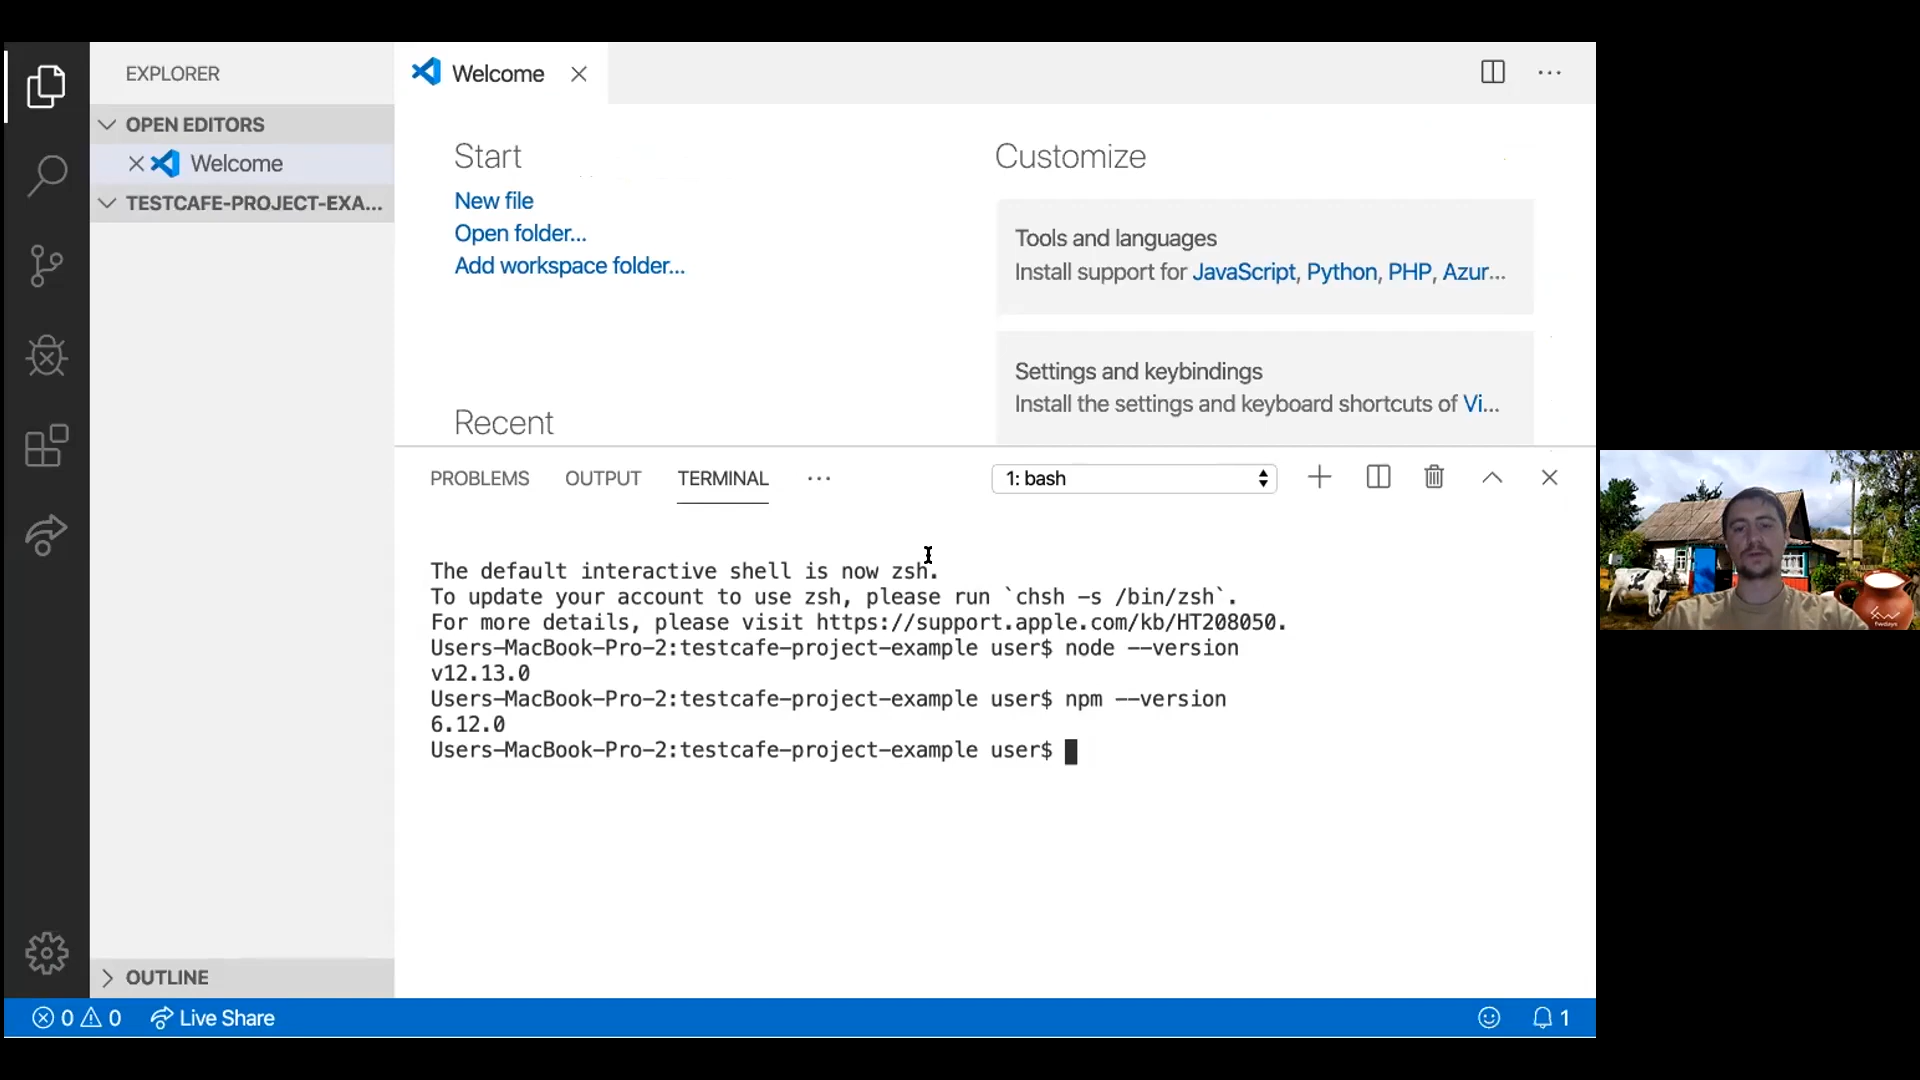 EXPLORER
OPEN EDITORS
Welcome
TESTCAFE-PROJECT-EXA...
OUTLINE
Welcome
Start
New file
Open folder...
Add workspace folder...
Recent
Customize
Tools and languages
Install support for JavaScript, Python, PHP, Azur...
Settings and keybindings
Install the settings and keyboard shortcuts of Vi...
PROBLEMS OUTPUT TERMINAL ··· 1: bash
The default interactive shell is now zsh.
To update your account to use zsh, please run `chsh -s /bin/zsh`.
For more details, please visit https://support.apple.com/kb/HT208050.
Users-MacBook-Pro-2:testcafe-project-example user$ node --version
v12.13.0
Users-MacBook-Pro-2:testcafe-project-example user$ npm --version
6.12.0
Users-MacBook-Pro-2:testcafe-project-example user$
0 0 Live Share 1
fwdays